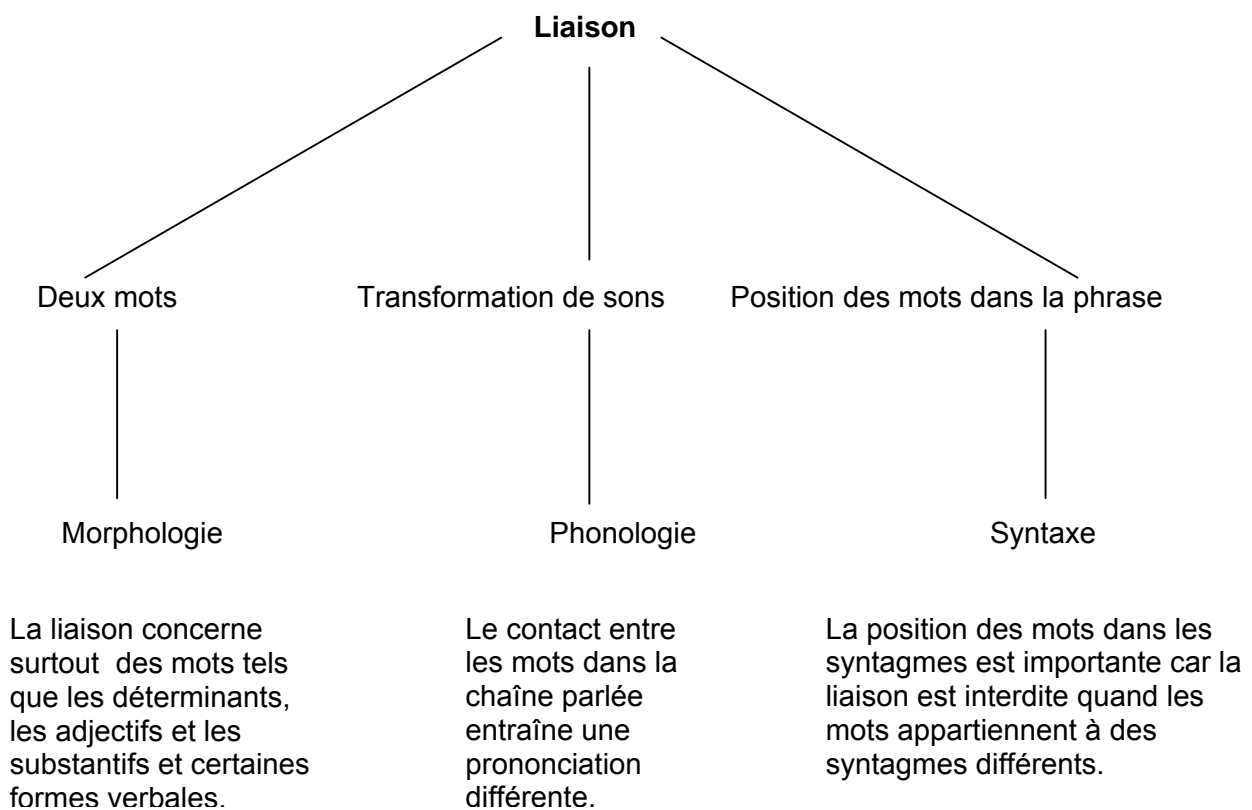 Liaison
Deux mots
Transformation de sons
Position des mots dans la phrase
Morphologie
Phonologie
Syntaxe
La liaison concerne
surtout  des mots tels
que les déterminants,
les adjectifs et les
substantifs et certaines
formes verbales.
Le contact entre
les mots dans la
chaîne parlée
entraîne une
prononciation
différente.
La position des mots dans les
syntagmes est importante car la
liaison est interdite quand les
mots appartiennent à des
syntagmes différents.